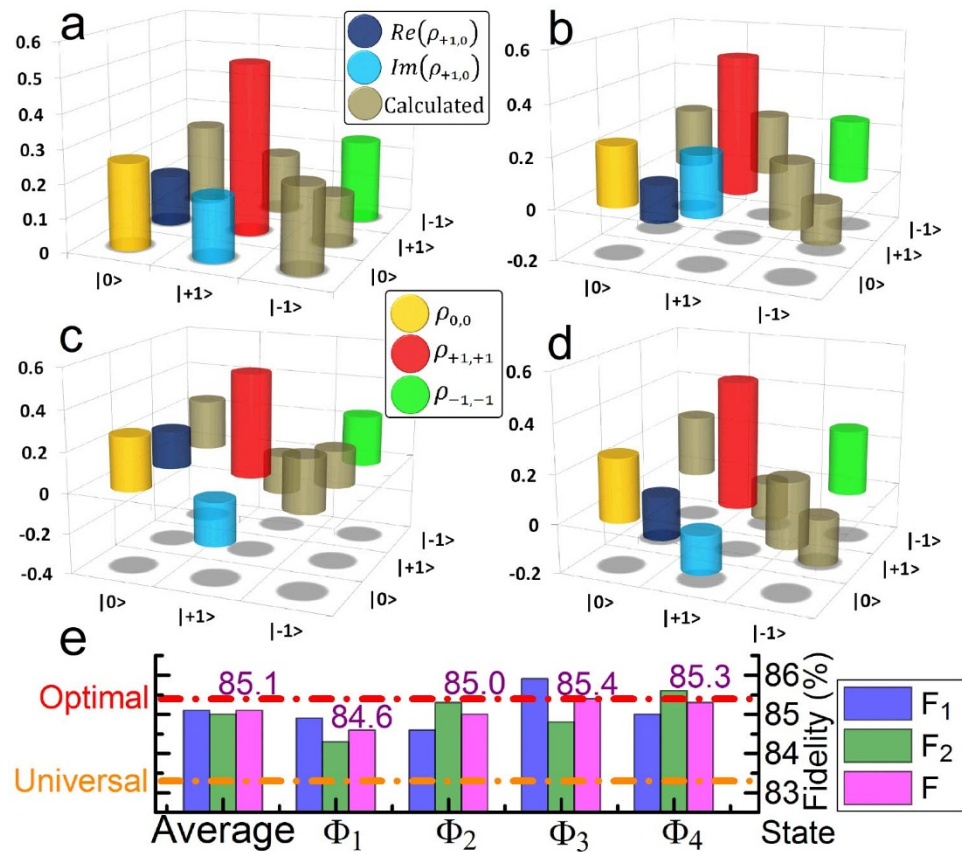 a
0.6
0.5
0.4
0.3
0.2
0.1
0
|0>
|+1>
|-1>
|0>
|+1>
|-1>
Re(ρ+1,0)
Im(ρ+1,0)
Calculated
b
0.6
0.4
0.2
0
-0.2
|0>
|+1>
|-1>
|0>
|+1>
|-1>
ρ0,0
ρ+1,+1
ρ−1,−1
c
0.6
0.4
0.2
0
-0.2
-0.4
|0>
|+1>
|-1>
|0>
|+1>
|-1>
d
0.6
0.4
0.2
0
-0.2
|0>
|+1>
|-1>
|0>
|+1>
|-1>
e
Optimal
Universal
85.1
84.6
85.0
85.4
85.3
86
85
84
83
Fidelity (%)
Average
Φ1
Φ2
Φ3
Φ4
State
F1
F2
F